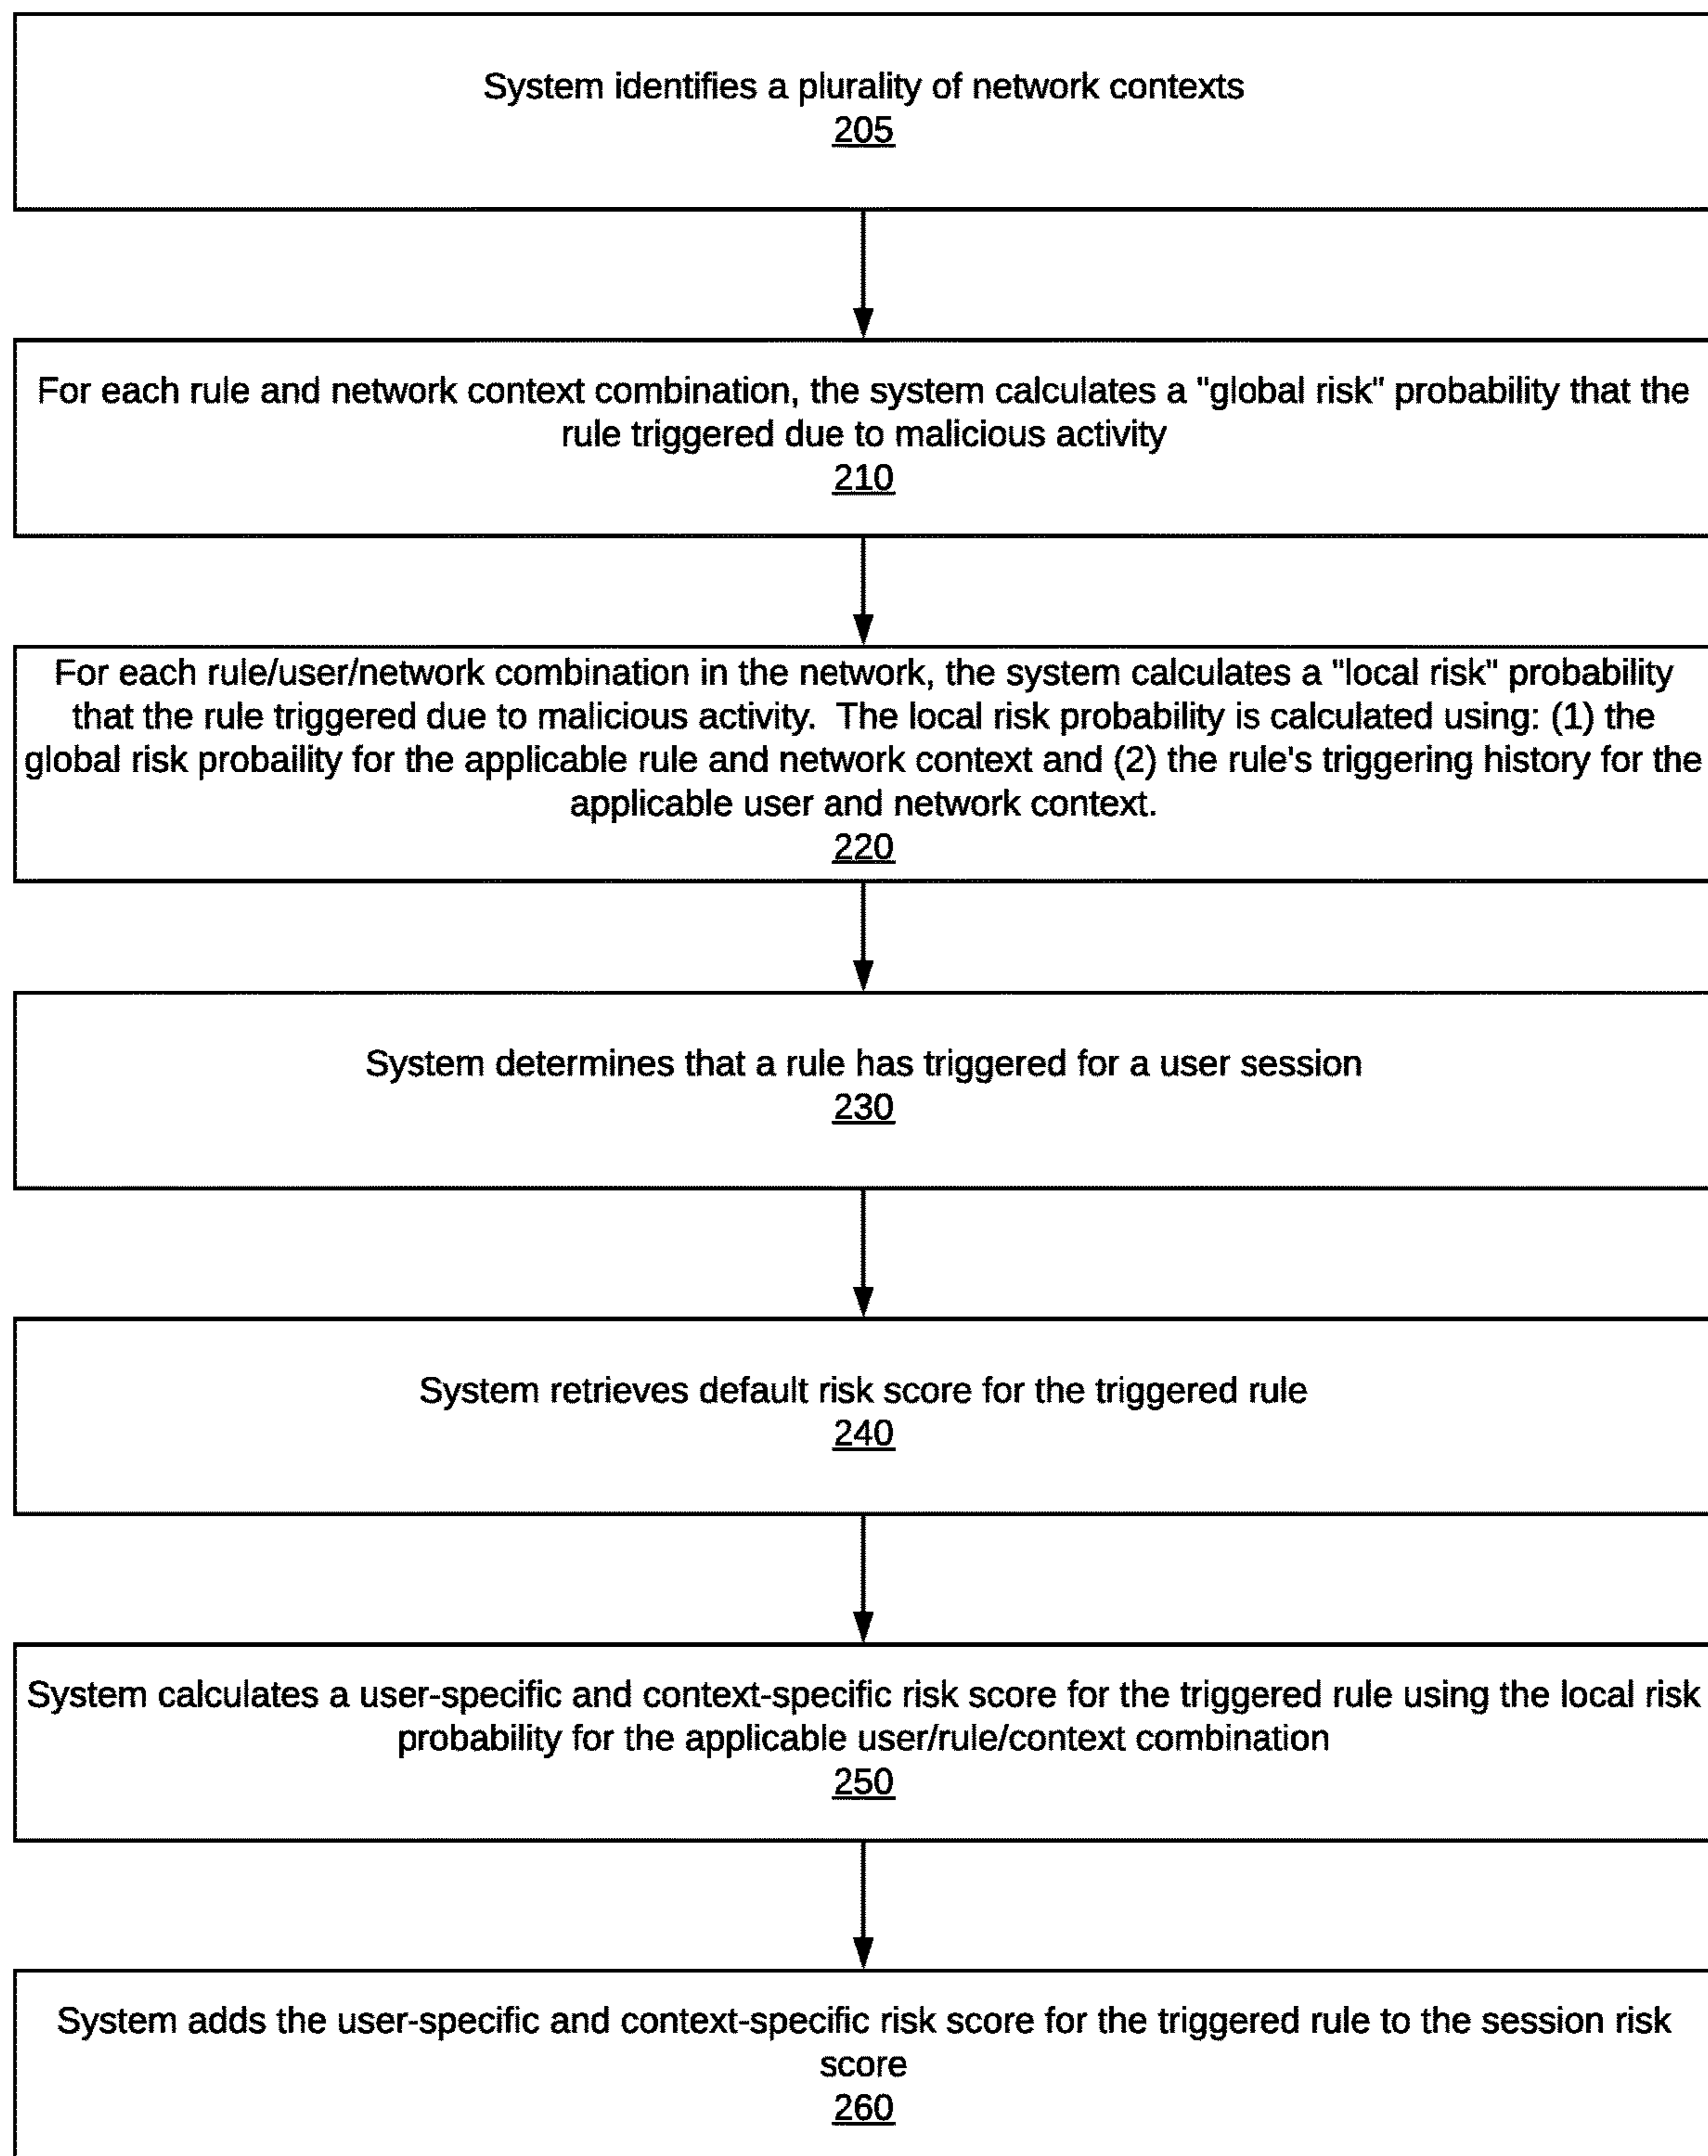 System identifies a plurality of network contexts
205
For each rule and network context combination, the system calculates a "global risk" probability that the
rule triggered due to malicious activity
210
For each rule/user/network combination in the network, the system calculates a "local risk" probability
that the rule triggered due to malicious activity.  The local risk probability is calculated using: (1) the
global risk probaility for the applicable rule and network context and (2) the rule's triggering history for the
applicable user and network context.
220
System determines that a rule has triggered for a user session
230
System retrieves default risk score for the triggered rule
240
System calculates a user-specific and context-specific risk score for the triggered rule using the local risk
probability for the applicable user/rule/context combination
250
System adds the user-specific and context-specific risk score for the triggered rule to the session risk
score
260